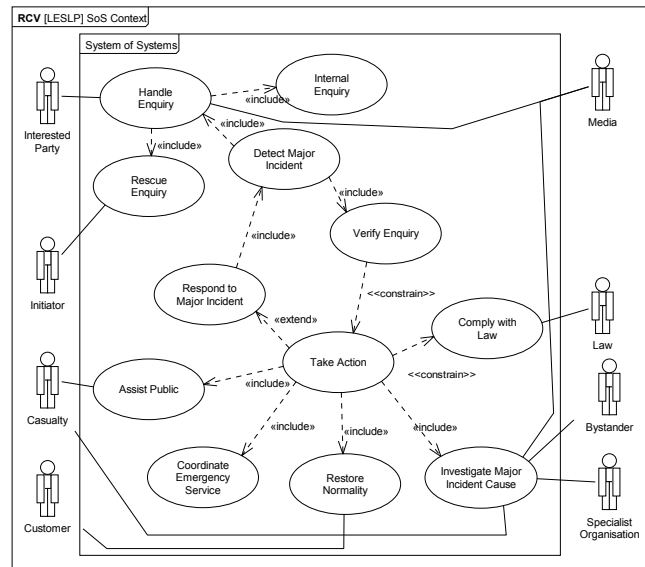 RCV [LESLP] SoS Context
System of Systems
Handle
Enquiry
Internal
Enquiry
«include»
Interested
Party
Media
«include»
«include»
Detect Major
Incident
Rescue
Enquiry
«include»
Verify Enquiry
«include»
Initiator
Respond to
Major Incident
<<constrain>>
Comply with
Law
Law
«extend»
Take Action
<<constrain>>
Assist Public
«include»
Casualty
Bystander
«include»
«include»
«include»
Coordinate
Emergency
Service
Restore
Normality
Investigate Major
Incident Cause
Customer
Specialist
Organisation